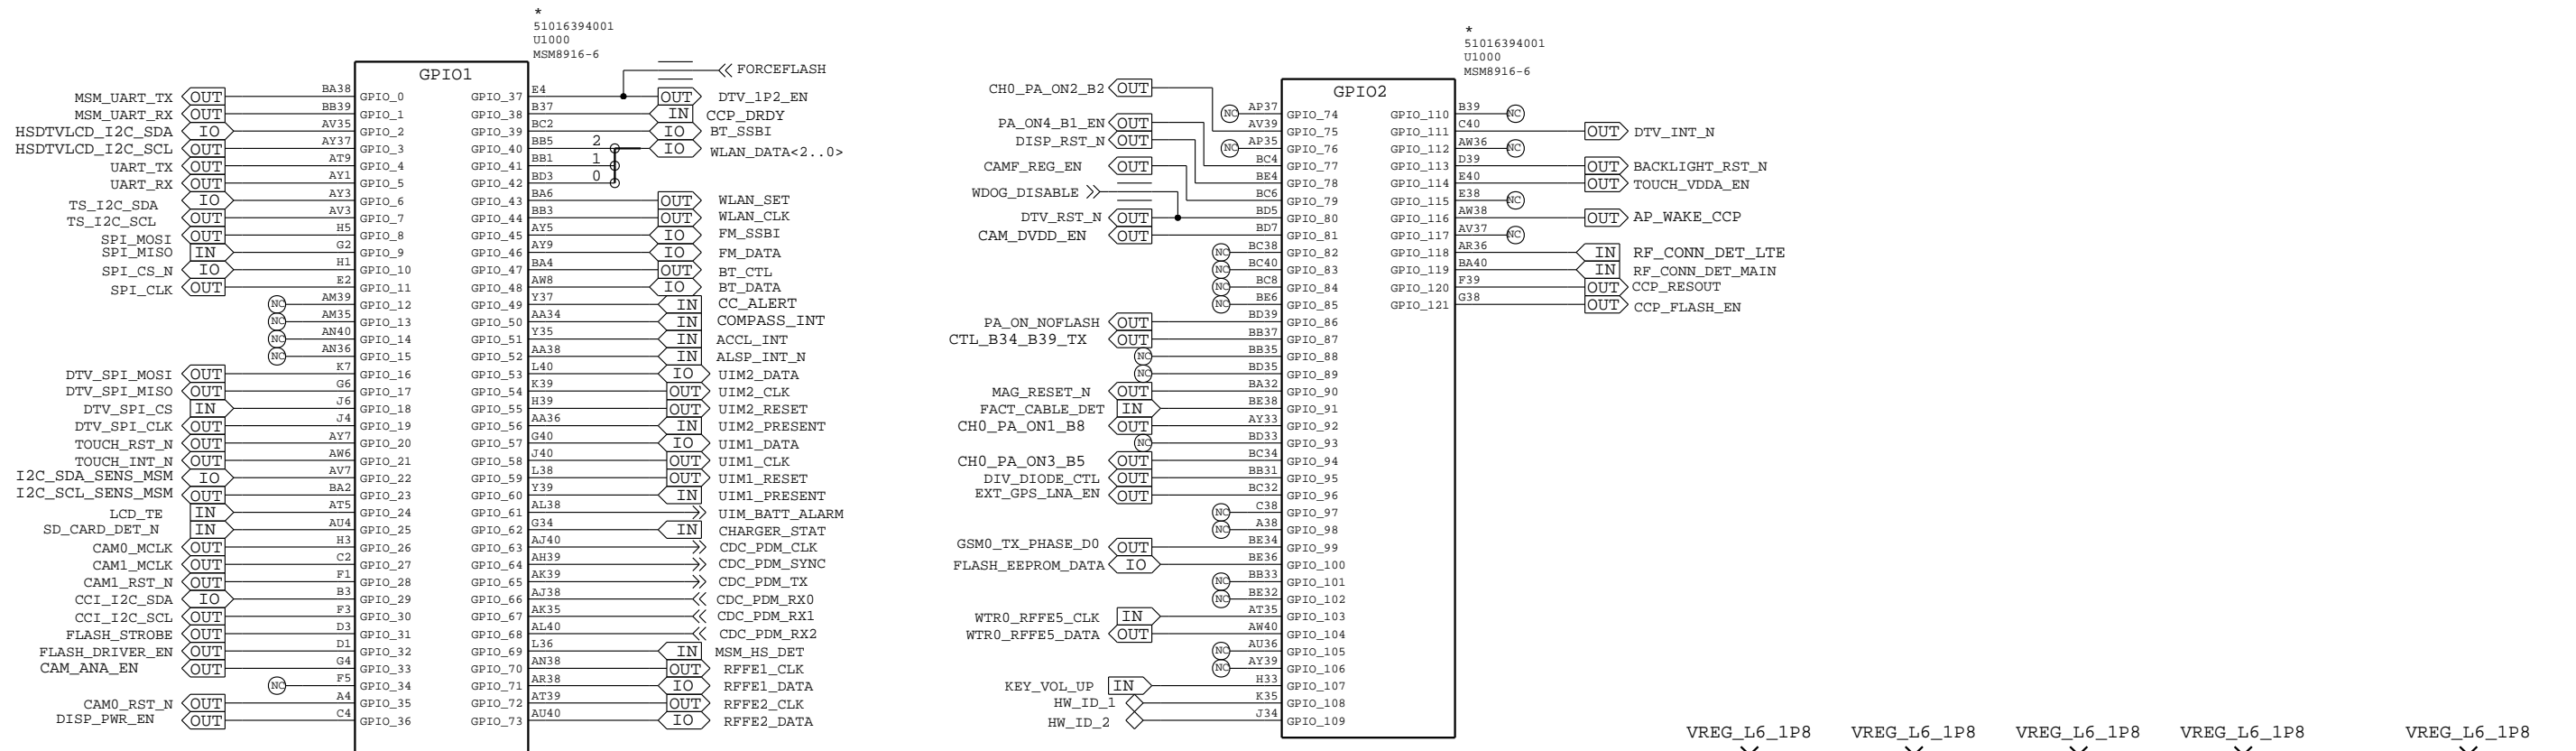 *
51016394001
U1000
MSM8916-6
GPIO1
FORCEFLASH
MSM_UART_TX OUT BA38 GPIO_0 GPIO_37 E4 OUT DTV_1P2_EN
MSM_UART_RX OUT BB39 GPIO_1 GPIO_38 B37 IN CCP_DRDY
HSDTVLCD_I2C_SDA IO AV35 GPIO_2 GPIO_39 BC2 IO BT_SSBI
HSDTVLCD_I2C_SCL OUT AY37 GPIO_3 GPIO_40 BB5 2 IO WLAN_DATA<2..0>
UART_TX OUT AT9 GPIO_4 GPIO_41 BB1 1
UART_RX OUT AY1 GPIO_5 GPIO_42 BD3 0
TS_I2C_SDA IO AY3 GPIO_6 GPIO_43 BA6 OUT WLAN_SET
TS_I2C_SCL OUT AV3 GPIO_7 GPIO_44 BB3 OUT WLAN_CLK
SPI_MOSI OUT H5 GPIO_8 GPIO_45 AY5 IO FM_SSBI
SPI_MISO IN G2 GPIO_9 GPIO_46 AY9 IO FM_DATA
SPI_CS_N IO H1 GPIO_10 GPIO_47 BA4 OUT BT_CTL
SPI_CLK OUT E2 GPIO_11 GPIO_48 AW8 IO BT_DATA
NC AM39 GPIO_12 GPIO_49 Y37 IN CC_ALERT
NC AM35 GPIO_13 GPIO_50 AA34 IN COMPASS_INT
NC AN40 GPIO_14 GPIO_51 Y35 IN ACCL_INT
NC AN36 GPIO_15 GPIO_52 AA38 IN ALSP_INT_N
DTV_SPI_MOSI OUT K7 GPIO_16 GPIO_53 L40 IO UIM2_DATA
DTV_SPI_MISO OUT G6 GPIO_17 GPIO_54 K39 OUT UIM2_CLK
DTV_SPI_CS IN J6 GPIO_18 GPIO_55 H39 OUT UIM2_RESET
DTV_SPI_CLK OUT J4 GPIO_19 GPIO_56 AA36 IN UIM2_PRESENT
TOUCH_RST_N OUT AY7 GPIO_20 GPIO_57 G40 IO UIM1_DATA
TOUCH_INT_N OUT AW6 GPIO_21 GPIO_58 J40 OUT UIM1_CLK
I2C_SDA_SENS_MSM IO AV7 GPIO_22 GPIO_59 L38 OUT UIM1_RESET
I2C_SCL_SENS_MSM OUT BA2 GPIO_23 GPIO_60 Y39 IN UIM1_PRESENT
LCD_TE IN AT5 GPIO_24 GPIO_61 AL38 UIM_BATT_ALARM
SD_CARD_DET_N IN AU4 GPIO_25 GPIO_62 G34 IN CHARGER_STAT
CAM0_MCLK OUT H3 GPIO_26 GPIO_63 AJ40 CDC_PDM_CLK
CAM1_MCLK OUT C2 GPIO_27 GPIO_64 AH39 CDC_PDM_SYNC
CAM1_RST_N OUT F1 GPIO_28 GPIO_65 AK39 CDC_PDM_TX
CCI_I2C_SDA IO B3 GPIO_29 GPIO_66 AJ38 CDC_PDM_RX0
CCI_I2C_SCL OUT F3 GPIO_30 GPIO_67 AK35 CDC_PDM_RX1
FLASH_STROBE OUT D3 GPIO_31 GPIO_68 AL40 CDC_PDM_RX2
FLASH_DRIVER_EN OUT D1 GPIO_32 GPIO_69 L36 IN MSM_HS_DET
CAM_ANA_EN OUT G4 GPIO_33 GPIO_70 AN38 OUT RFFE1_CLK
NC F5 GPIO_34 GPIO_71 AR38 IO RFFE1_DATA
CAM0_RST_N OUT A4 GPIO_35 GPIO_72 AT39 OUT RFFE2_CLK
DISP_PWR_EN OUT C4 GPIO_36 GPIO_73 AU40 IO RFFE2_DATA
*
51016394001
U1000
MSM8916-6
GPIO2
CH0_PA_ON2_B2 OUT
NC AP37 GPIO_74 GPIO_110 B39 NC
PA_ON4_B1_EN OUT AV39 GPIO_75 GPIO_111 C40 OUT DTV_INT_N
DISP_RST_N OUT NC AP35 GPIO_76 GPIO_112 AW36 NC
CAMF_REG_EN OUT BC4 GPIO_77 GPIO_113 D39 OUT BACKLIGHT_RST_N
BE4 GPIO_78 GPIO_114 E40 OUT TOUCH_VDDA_EN
WDOG_DISABLE BC6 GPIO_79 GPIO_115 E38 NC
DTV_RST_N OUT BD5 GPIO_80 GPIO_116 AW38 OUT AP_WAKE_CCP
CAM_DVDD_EN OUT BD7 GPIO_81 GPIO_117 AV37 NC
NC BC38 GPIO_82 GPIO_118 AR36 IN RF_CONN_DET_LTE
NC BC40 GPIO_83 GPIO_119 BA40 IN RF_CONN_DET_MAIN
NC BC8 GPIO_84 GPIO_120 F39 OUT CCP_RESOUT
NC BE6 GPIO_85 GPIO_121 G38 OUT CCP_FLASH_EN
PA_ON_NOFLASH OUT BD39 GPIO_86
CTL_B34_B39_TX OUT BB37 GPIO_87
NC BB35 GPIO_88
NC BD35 GPIO_89
MAG_RESET_N OUT BA32 GPIO_90
FACT_CABLE_DET IN BE38 GPIO_91
CH0_PA_ON1_B8 OUT AY33 GPIO_92
NC BD33 GPIO_93
CH0_PA_ON3_B5 OUT BC34 GPIO_94
DIV_DIODE_CTL OUT BB31 GPIO_95
EXT_GPS_LNA_EN OUT BC32 GPIO_96
NC C38 GPIO_97
NC A38 GPIO_98
GSM0_TX_PHASE_D0 OUT BE34 GPIO_99
FLASH_EEPROM_DATA IO BE36 GPIO_100
NC BB33 GPIO_101
NC BE32 GPIO_102
WTR0_RFFE5_CLK IN AT35 GPIO_103
WTR0_RFFE5_DATA OUT AW40 GPIO_104
NC AU36 GPIO_105
NC AY39 GPIO_106
KEY_VOL_UP IN H33 GPIO_107
HW_ID_1 K35 GPIO_108
HW_ID_2 J34 GPIO_109
VREG_L6_1P8 VREG_L6_1P8 VREG_L6_1P8 VREG_L6_1P8 VREG_L6_1P8